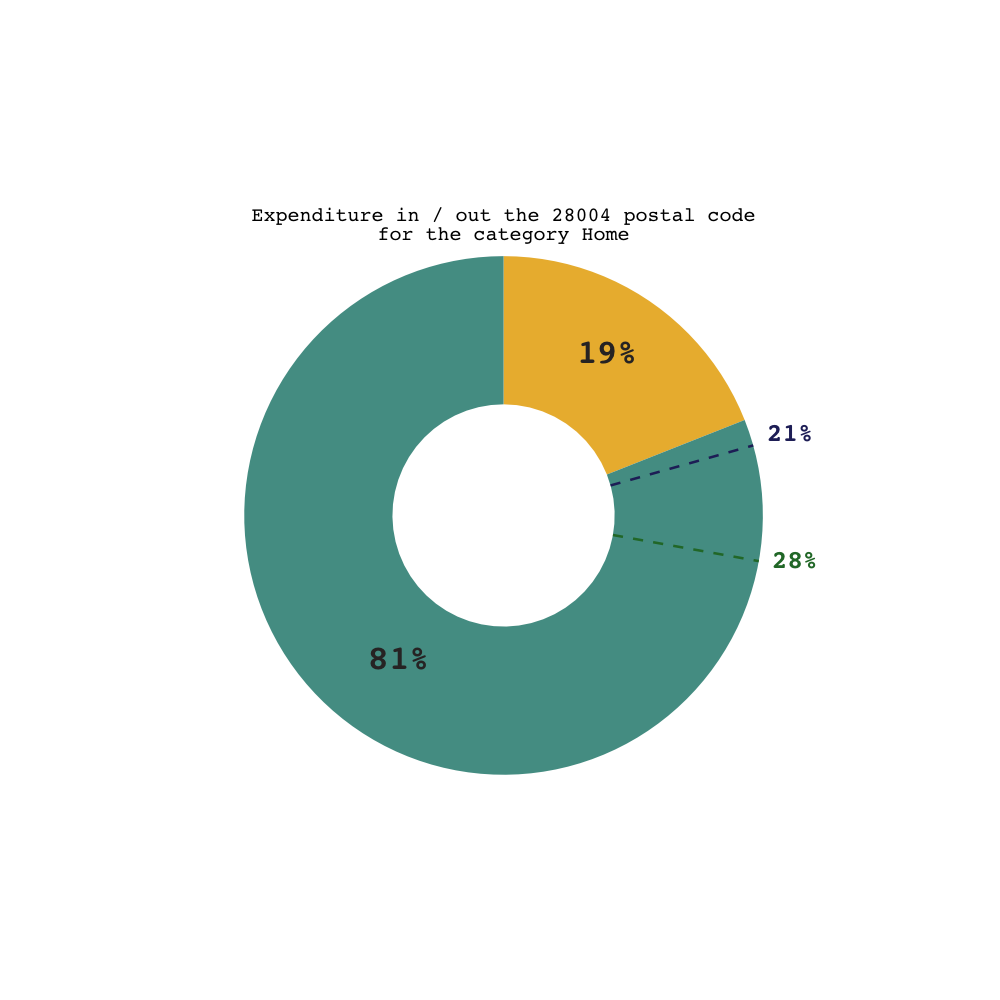 Expenditure in / out the 28004 postal code
for the category Home
19%
21%
28%
81%